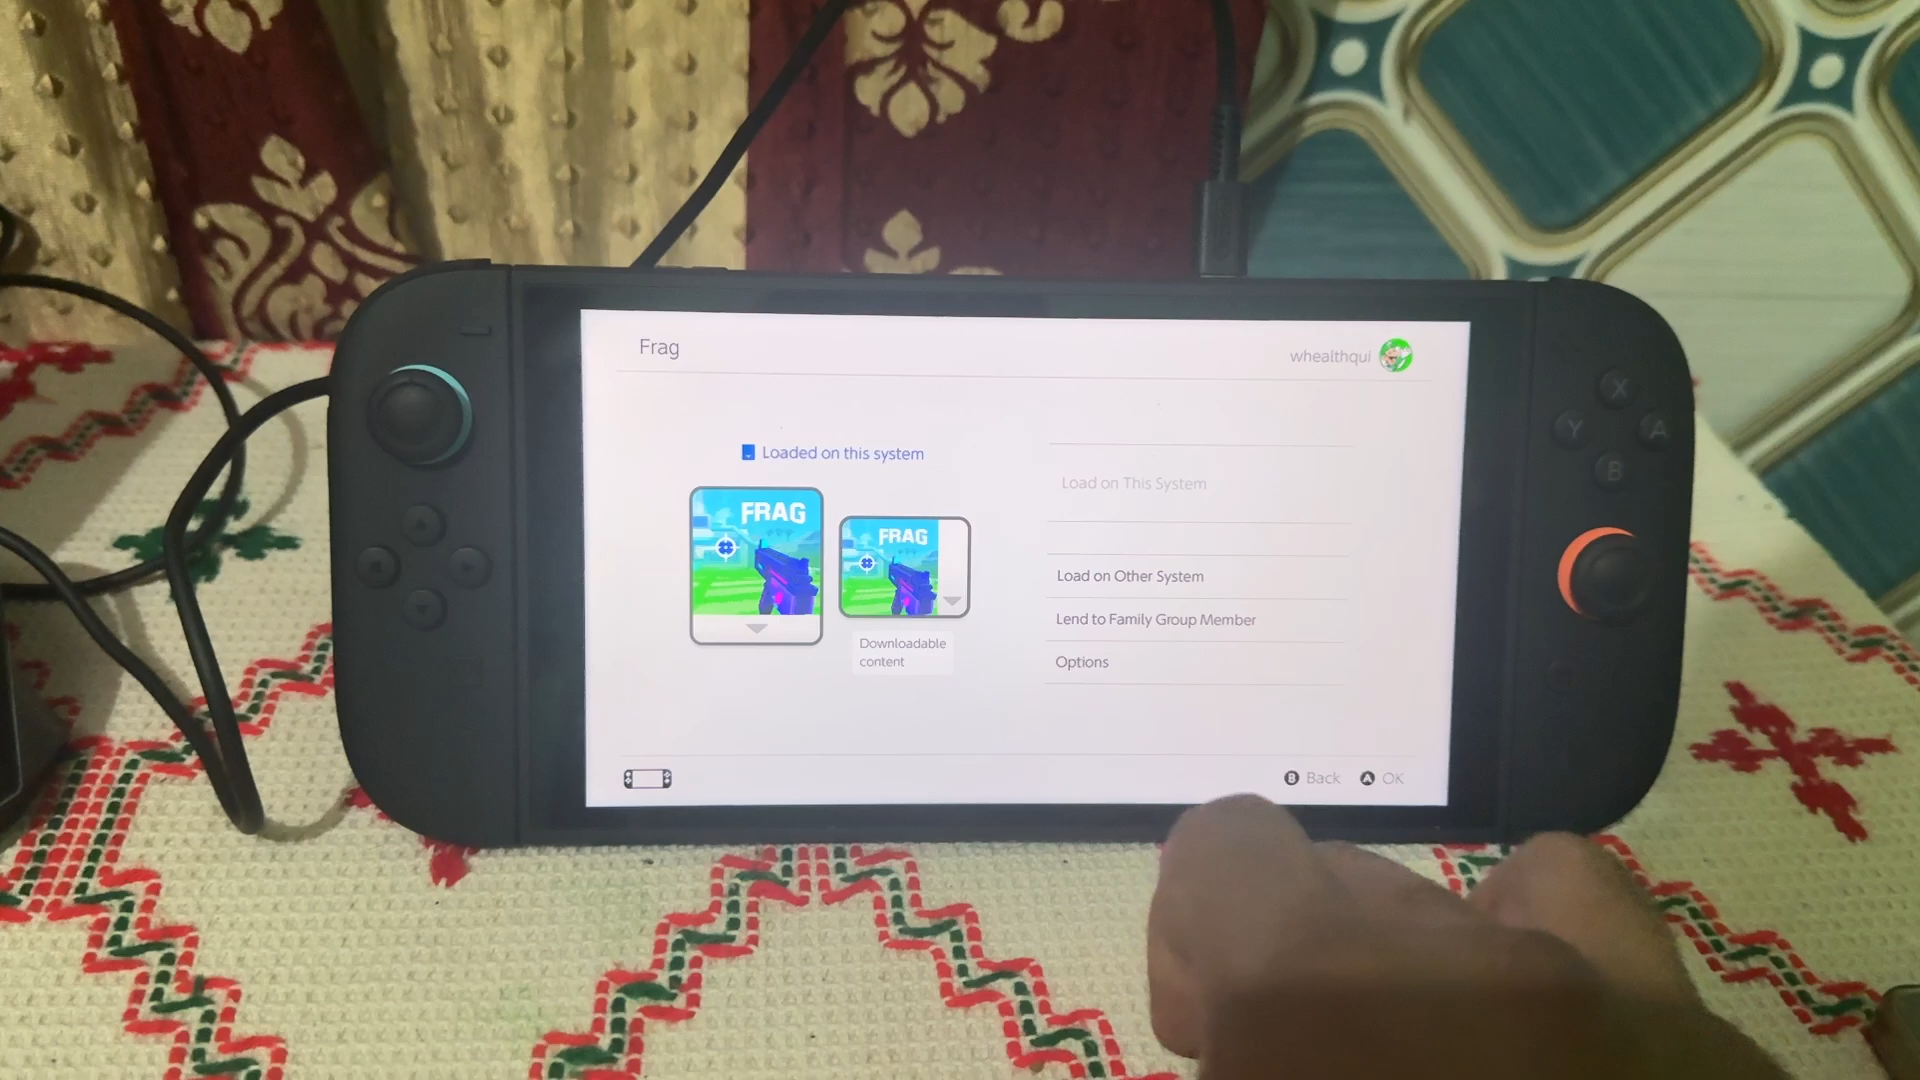 Frag
whealthqui
Loaded on this system
FRAG
FRAG
Downloadable
content
Load on This System
Load on Other System
Lend to Family Group Member
Options
B Back A OK
X
Y
A
B